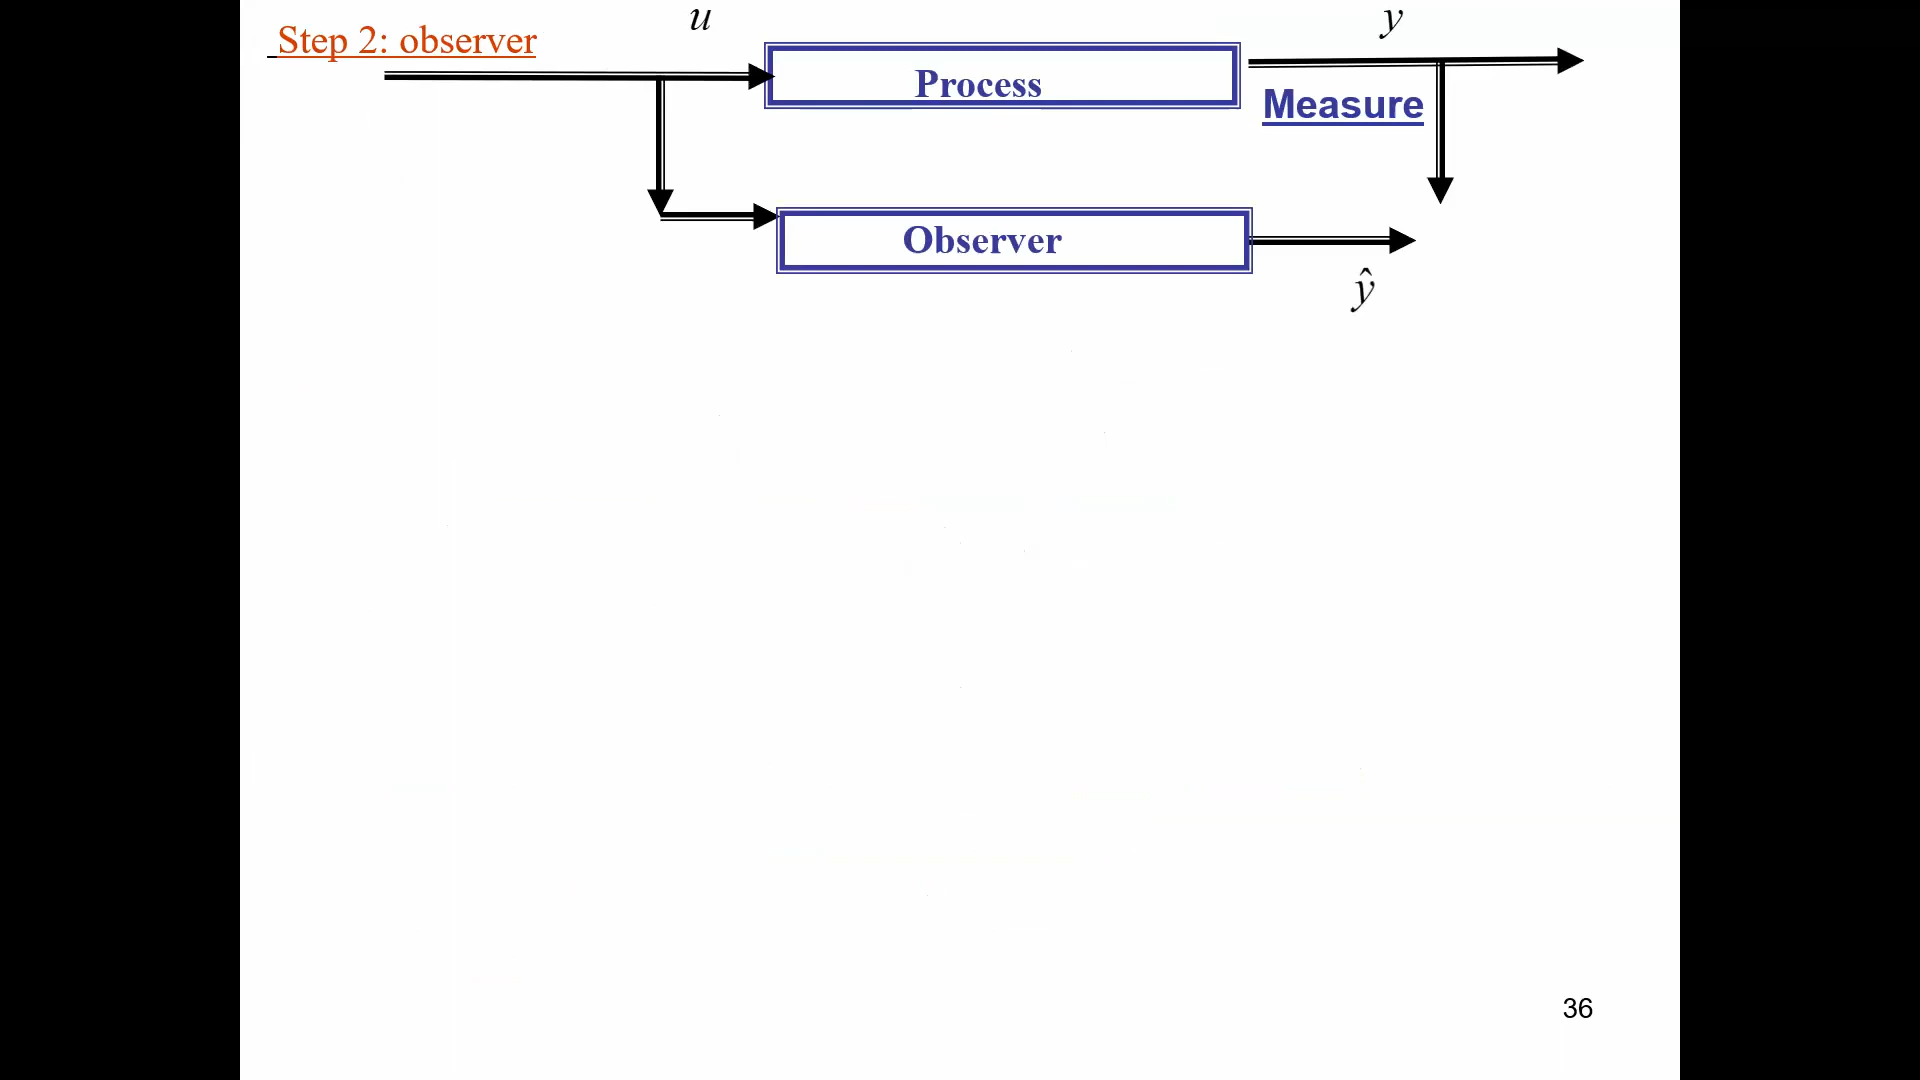 u
y
Step 2: observer
Process
Measure
Observer
ŷ
36